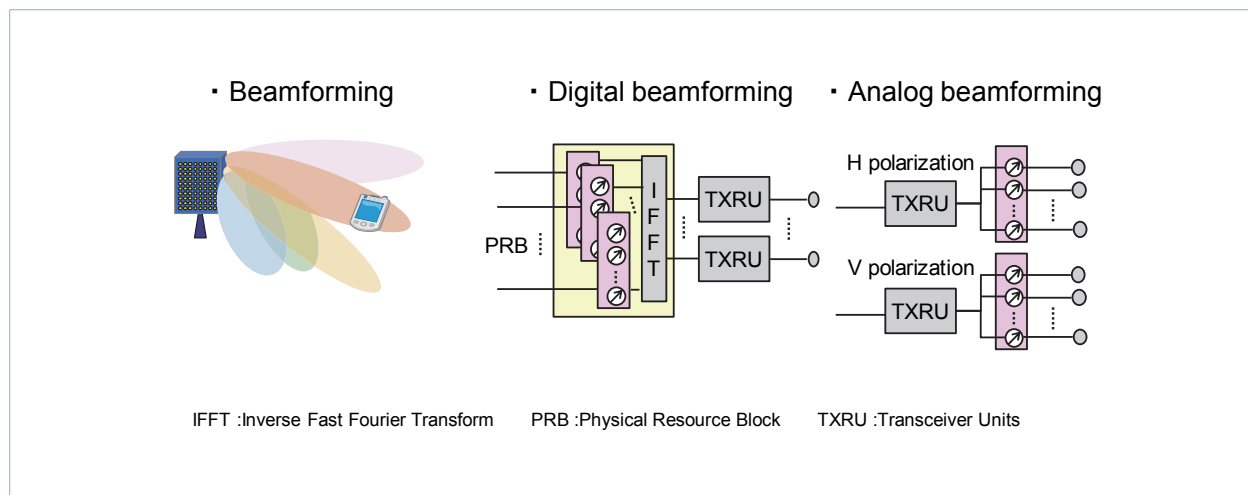 ・ Beamforming
・ Digital beamforming
・ Analog beamforming
PRB
I
F
F
T
TXRU
TXRU
H polarization
TXRU
V polarization
TXRU
IFFT :Inverse Fast Fourier Transform
PRB :Physical Resource Block
TXRU :Transceiver Units